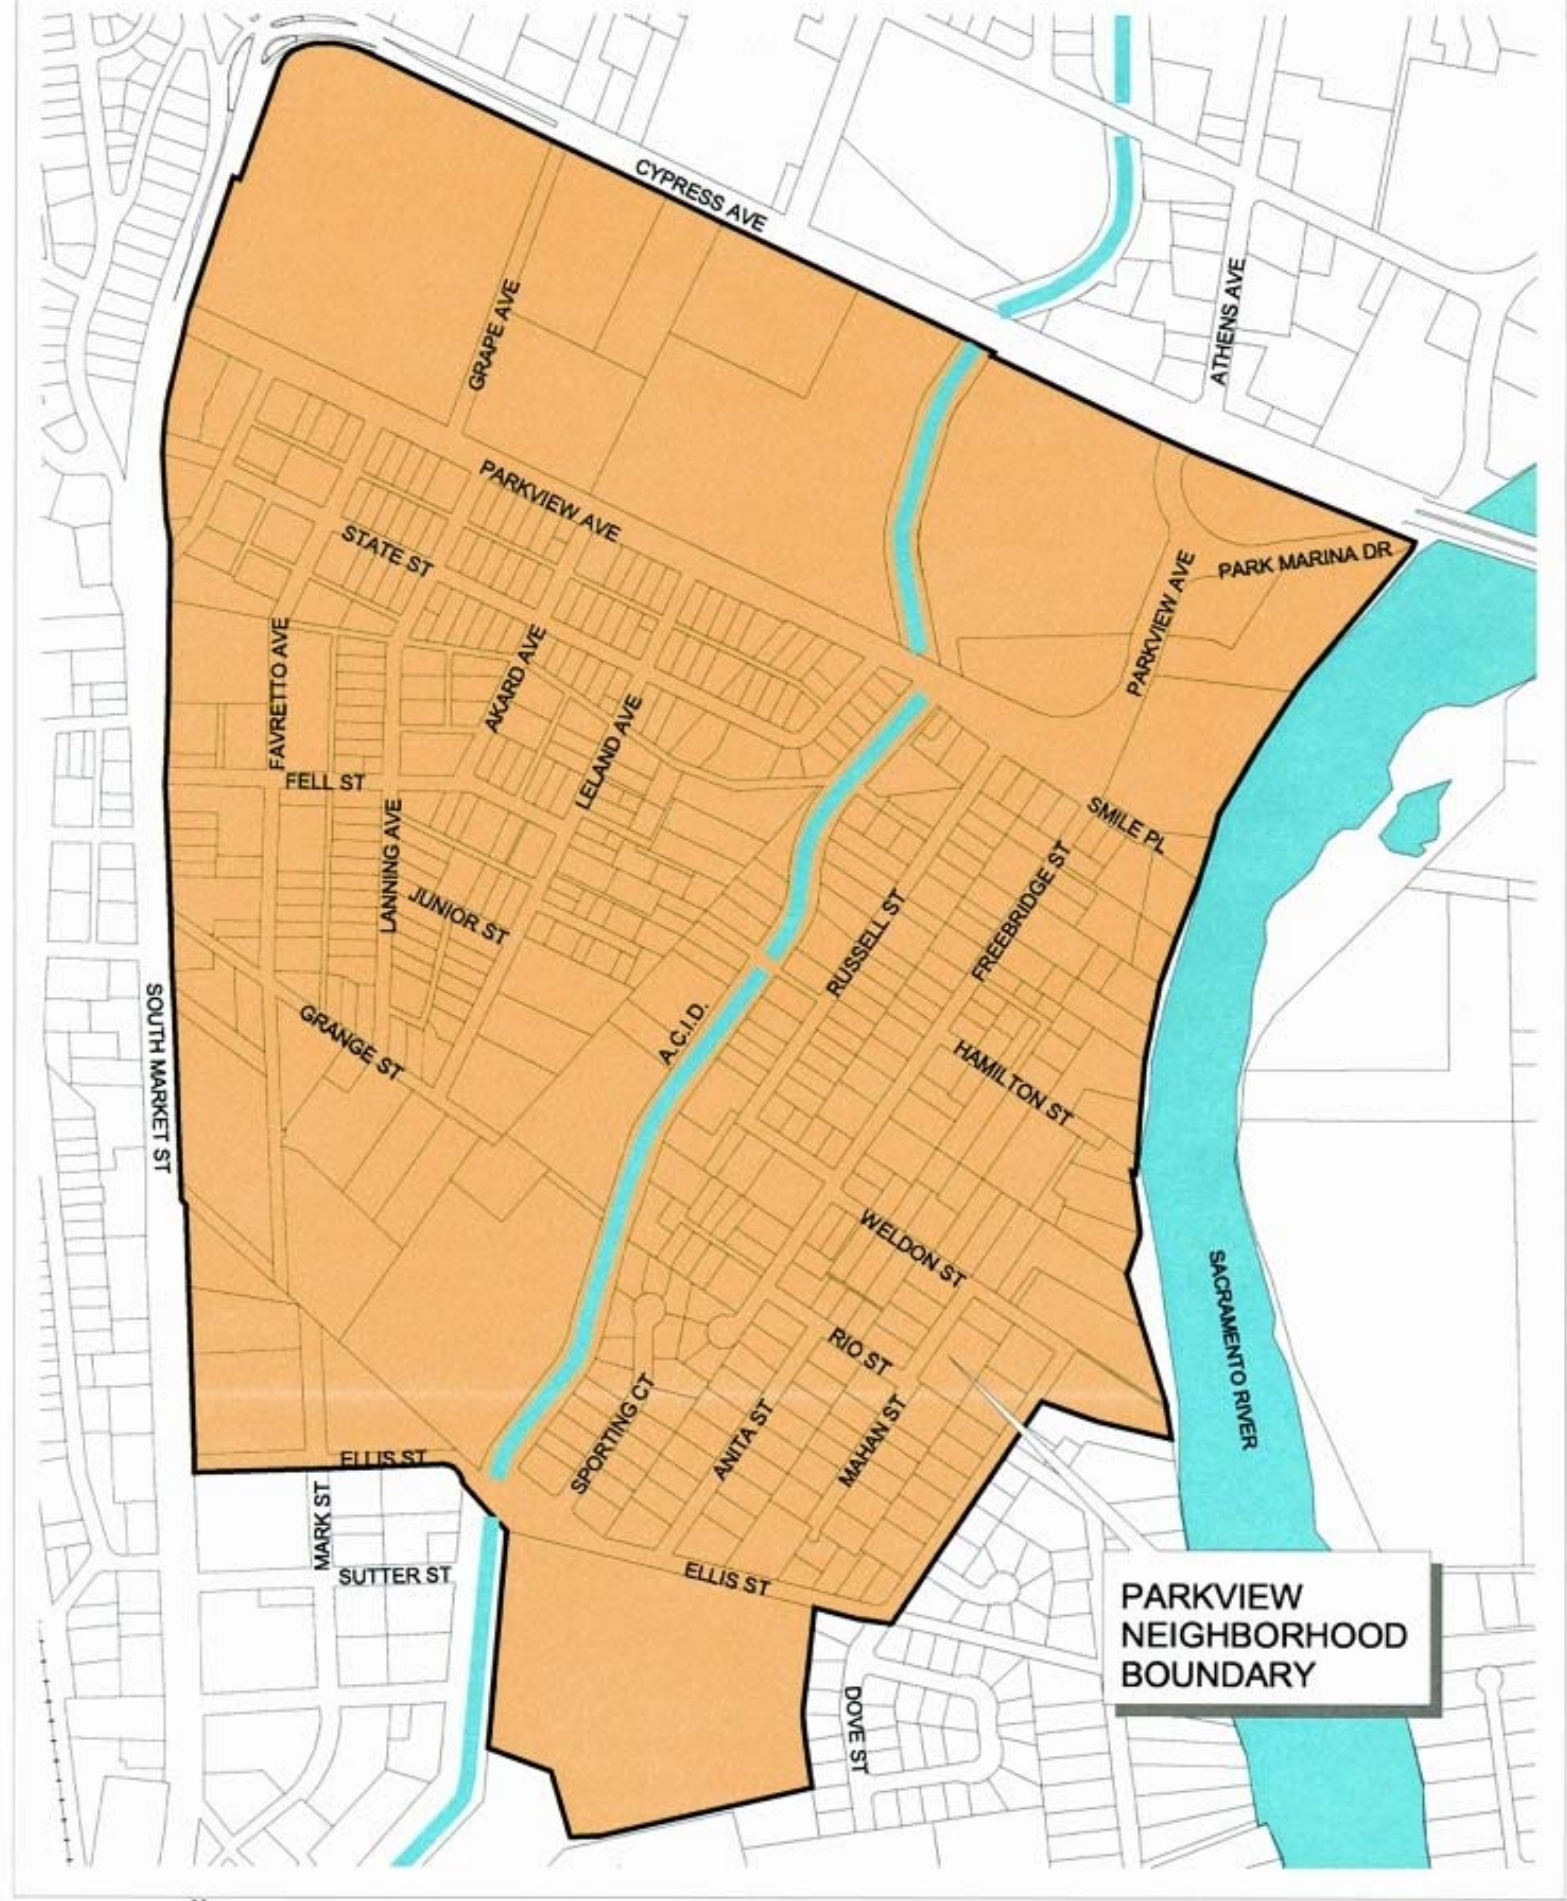 CYPRESS AVE
ATHENS AVE
GRAPE AVE
PARKVIEW AVE
STATE ST
PARK MARINA DR
PARKVIEW AVE
FAVRETTO AVE
AKARD AVE
LELAND AVE
FELL ST
SMILE PL
LANNING AVE
JUNIOR ST
RUSSELL ST
FREEBRIDGE ST
SOUTH MARKET ST
GRANGE ST
A.C.I.D.
HAMILTON ST
WELDON ST
SACRAMENTO RIVER
RIO ST
SPORTING CT
ANITA ST
MAHAN ST
ELLIS ST
MARK ST
SUTTER ST
ELLIS ST
DOVE ST
PARKVIEW
NEIGHBORHOOD
BOUNDARY